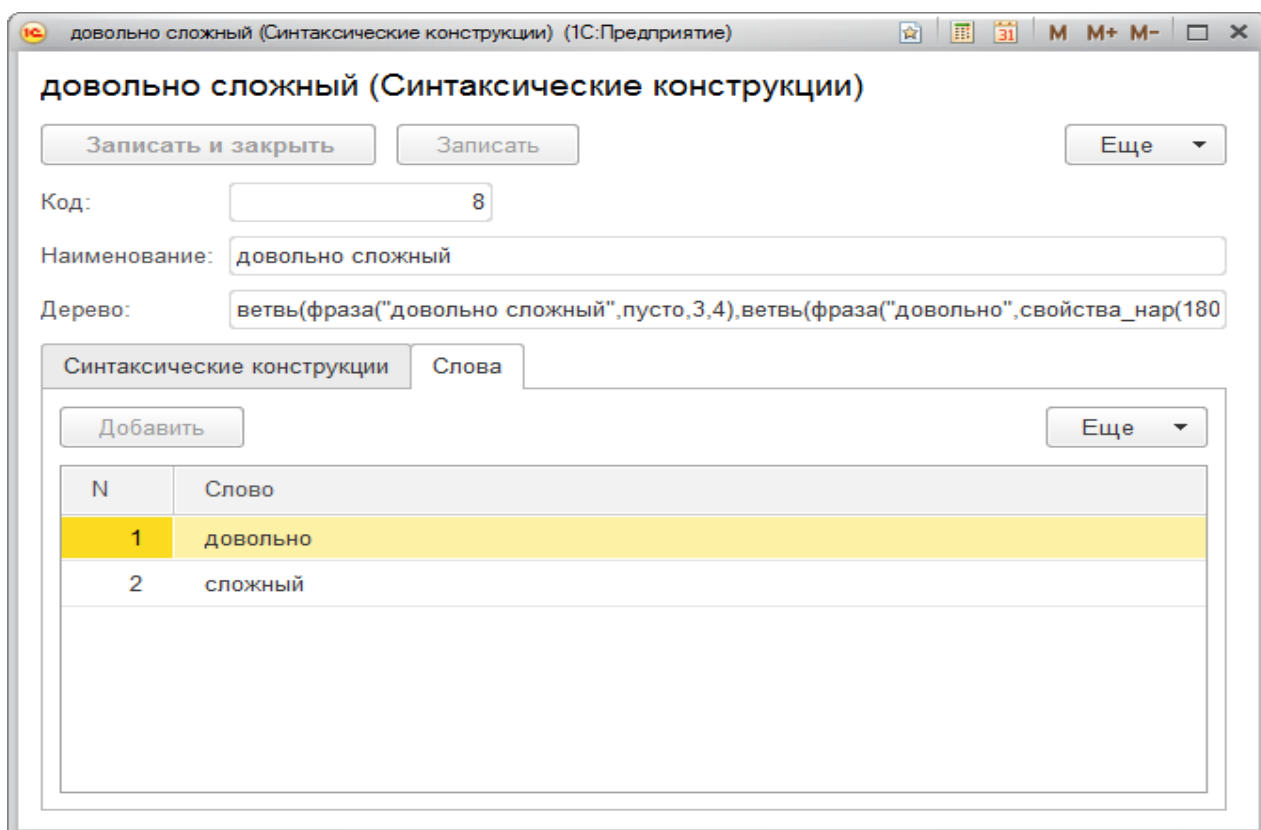 1С довольно сложный (Синтаксические конструкции) (1С:Предприятие) 31 M M+ M-
довольно сложный (Синтаксические конструкции)
Записать и закрыть Записать Еще
Код: 8
Наименование: довольно сложный
Дерево: ветвь(фраза("довольно сложный",пусто,3,4),ветвь(фраза("довольно",свойства_нар(180
Синтаксические конструкции Слова
Добавить Еще
N Слово
1 довольно
2 сложный